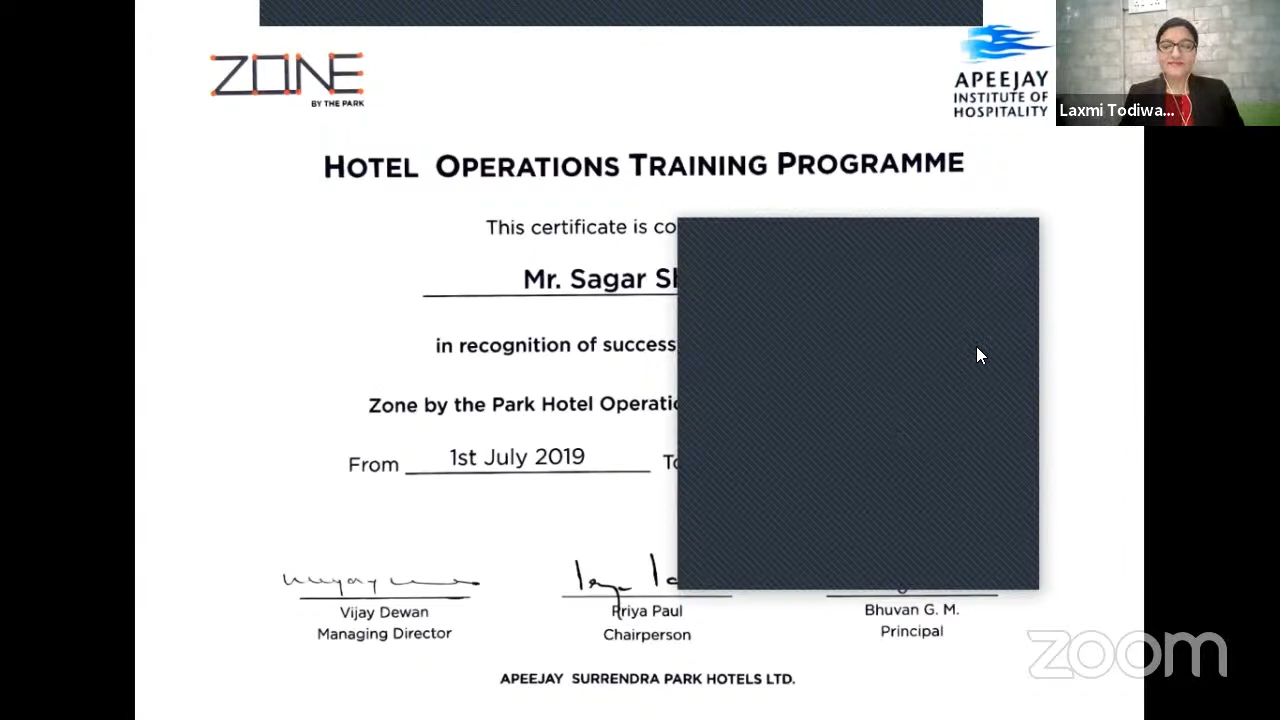 ZONE
BY THE PARK
APEEJAY
INSTITUTE OF
HOSPITALITY
Laxmi Todiwa...
HOTEL OPERATIONS TRAINING PROGRAMME
This certificate is co
Mr. Sagar Sh
in recognition of success
Zone by the Park Hotel Operatio
From 1st July 2019 To
Vijay Dewan
Managing Director
Priya Paul
Chairperson
Bhuvan G. M.
Principal
APEEJAY SURRENDRA PARK HOTELS LTD.
zoom